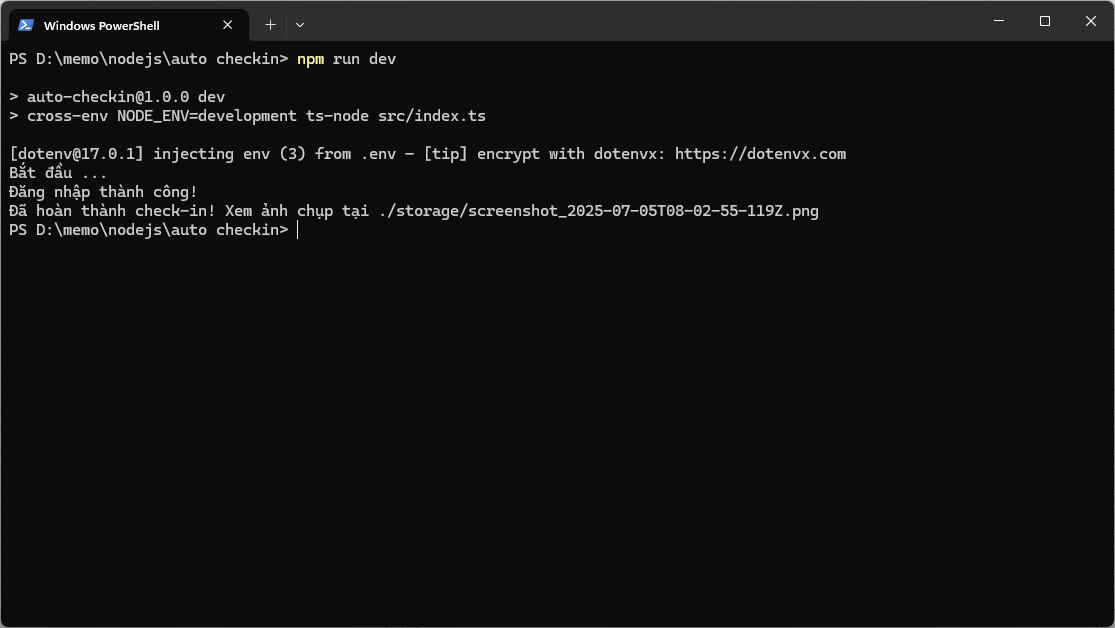 Windows PowerShell
PS D:\memo\nodejs\auto checkin> npm run dev
> auto-checkin@1.0.0 dev
> cross-env NODE_ENV=development ts-node src/index.ts
[dotenv@17.0.1] injecting env (3) from .env – [tip] encrypt with dotenvx: https://dotenvx.com
Bắt đầu ...
Đăng nhập thành công!
Đã hoàn thành check-in! Xem ảnh chụp tại ./storage/screenshot_2025-07-05T08-02-55-119Z.png
PS D:\memo\nodejs\auto checkin>